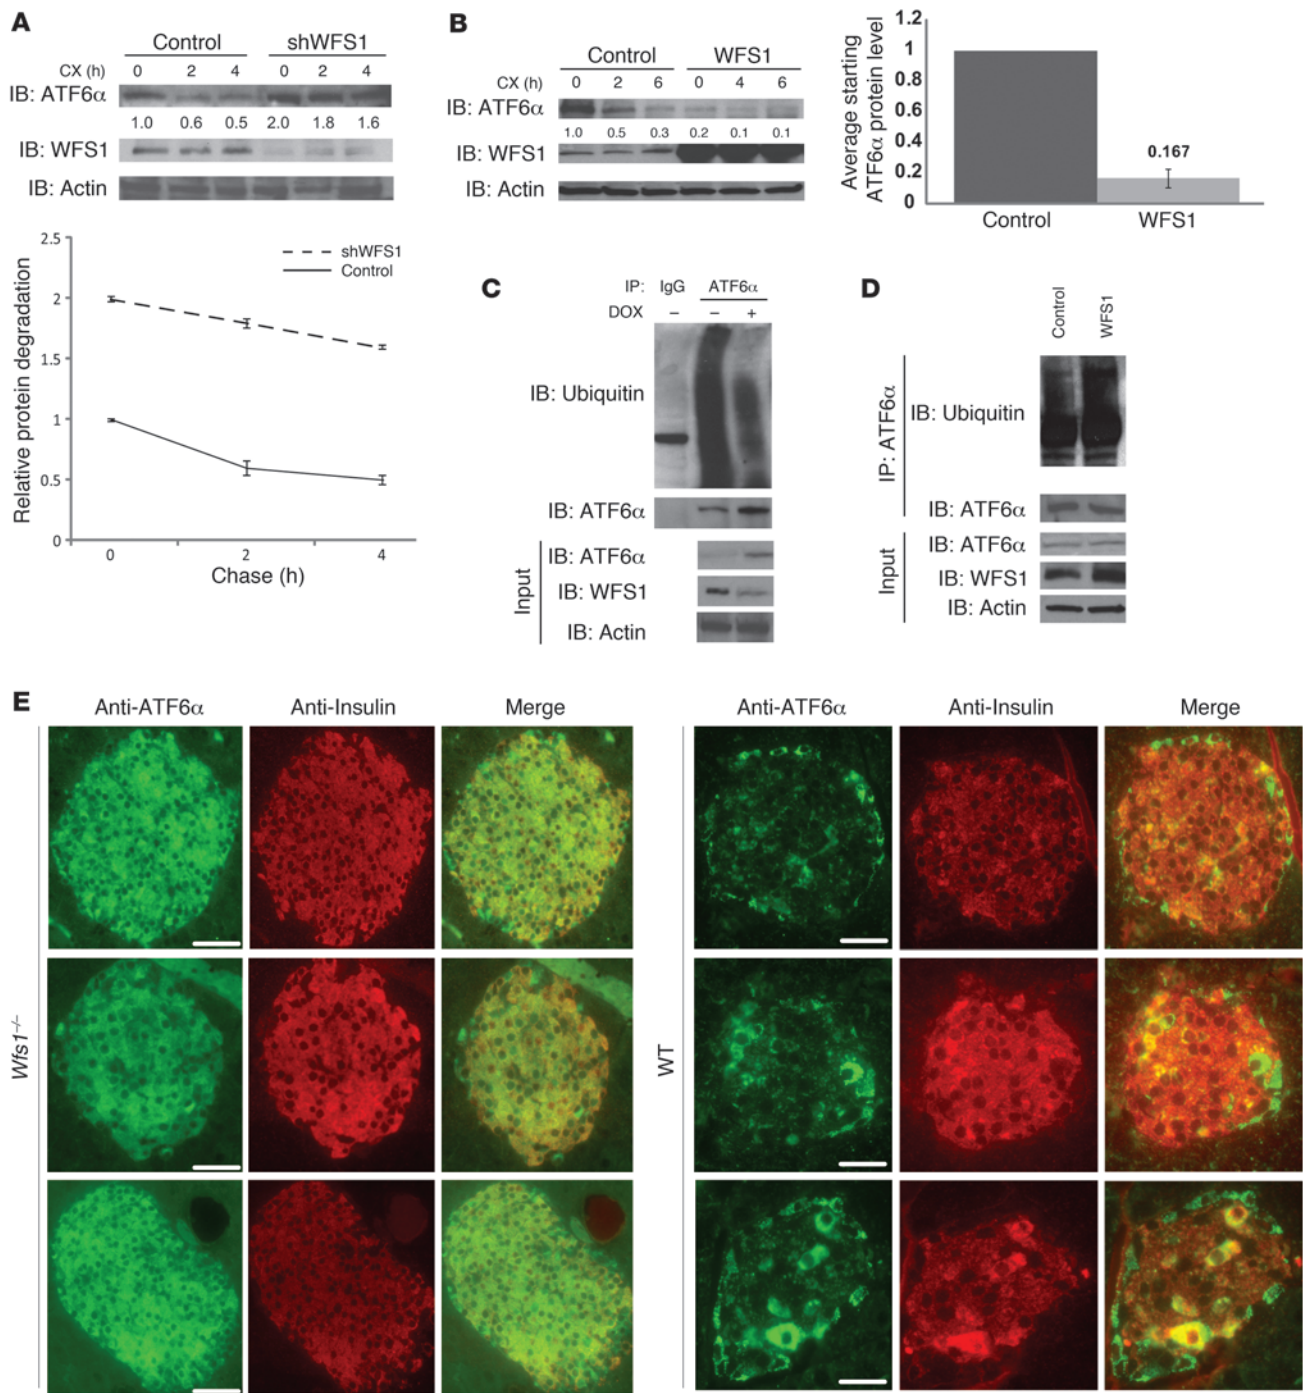 A
Control shWFS1
CX (h) 0 2 4 0 2 4
IB: ATF6α
1.0 0.6 0.5 2.0 1.8 1.6
IB: WFS1
IB: Actin
2.5
2
1.5
1
0.5
0
Relative protein degradation
shWFS1
Control
0 2 4
Chase (h)
B
Control WFS1
CX (h) 0 2 6 0 4 6
IB: ATF6α
1.0 0.5 0.3 0.2 0.1 0.1
IB: WFS1
IB: Actin
Average starting
ATF6α protein level
1.2
1
0.8
0.6
0.4
0.2
0
0.167
Control WFS1
C
IP: IgG ATF6α
DOX – – +
IB: Ubiquitin
IB: ATF6α
Input
IB: ATF6α
IB: WFS1
IB: Actin
D
Control WFS1
IP: ATF6α
IB: Ubiquitin
IB: ATF6α
Input
IB: ATF6α
IB: WFS1
IB: Actin
E
Anti-ATF6α Anti-Insulin Merge Anti-ATF6α Anti-Insulin Merge
Wfs1–/–
WT